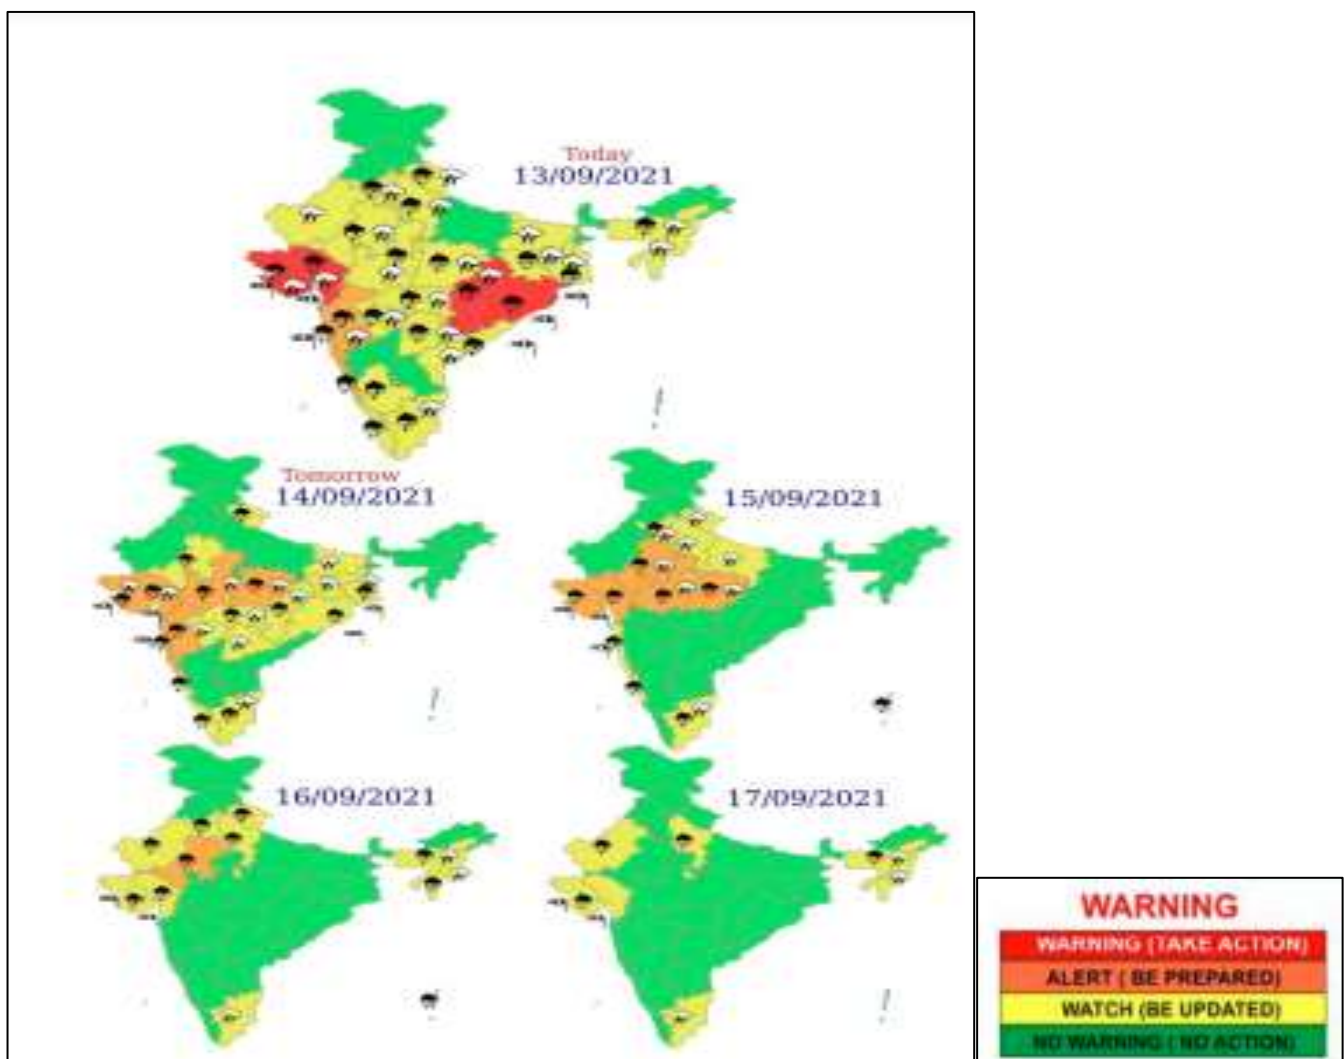 Today
13/09/2021
Tomorrow
14/09/2021
15/09/2021
16/09/2021
17/09/2021
WARNING
WARNING (TAKE ACTION)
ALERT ( BE PREPARED)
WATCH (BE UPDATED)
NO WARNING ( NO ACTION)